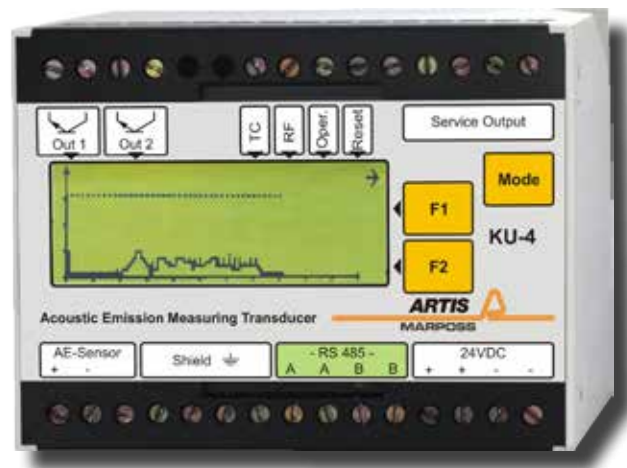 Out 1
Out 2
TC
RF
Oper.
Reset
Service Output
Mode
F1
KU-4
F2
ARTIS
MARPOSS
Acoustic Emission Measuring Transducer
AE-Sensor
+ -
Shield
- RS 485 -
A A B B
24VDC
+ + - -